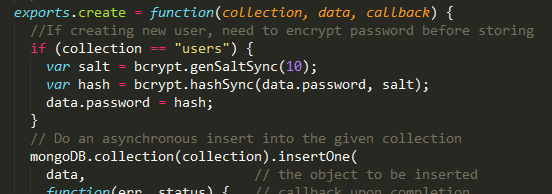 exports.create = function(collection, data, callback) {
//If creating new user, need to encrypt password before storing
if (collection == "users") {
var salt = bcrypt.genSaltSync(10);
var hash = bcrypt.hashSync(data.password, salt);
data.password = hash;
}
// Do an asynchronous insert into the given collection
mongoDB.collection(collection).insertOne(
data, // the object to be inserted
function(err, status) { // callback upon completion